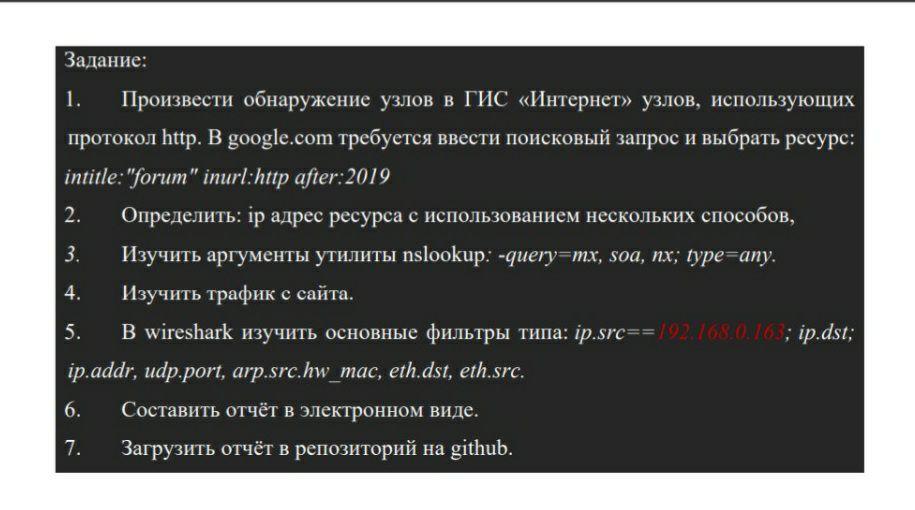 Задание:
1. Произвести обнаружение узлов в ГИС «Интернет» узлов, использующих
протокол http. В google.com требуется ввести поисковый запрос и выбрать ресурс:
intitle:"forum" inurl:http after:2019
2. Определить: ip адрес ресурса с использованием нескольких способов,
3. Изучить аргументы утилиты nslookup: -query=mx, soa, nx; type=any.
4. Изучить трафик с сайта.
5. В wireshark изучить основные фильтры типа: ip.src==192.168.0.163; ip.dst;
ip.addr, udp.port, arp.src.hw_mac, eth.dst, eth.src.
6. Составить отчёт в электронном виде.
7. Загрузить отчёт в репозиторий на github.